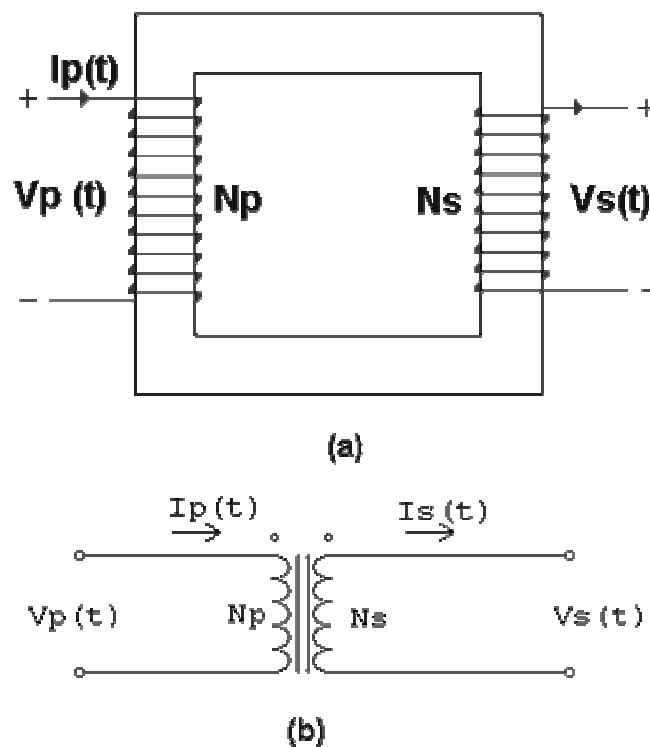 Ip(t)
+ +
Vp (t) Np Ns Vs(t)
- -
(a)
Ip(t) Is(t)
Vp(t) Np Ns Vs(t)
(b)